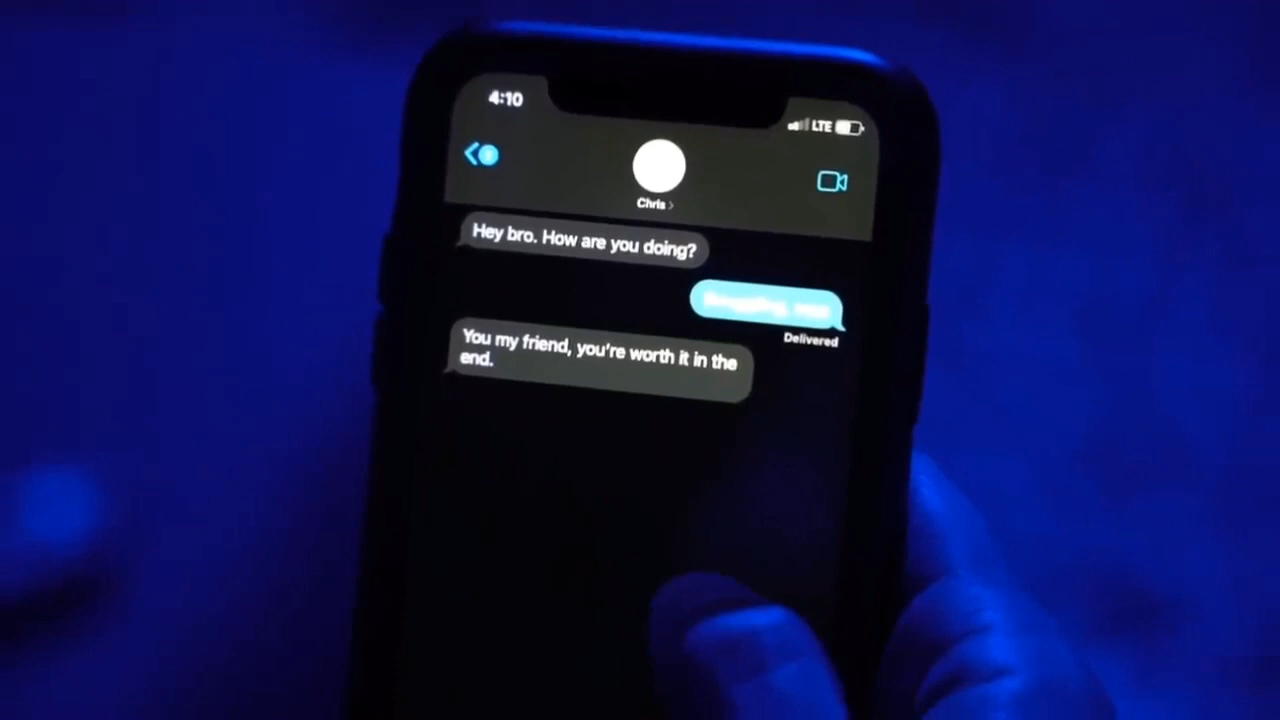 4:10
LTE
Chris
Hey bro. How are you doing?
Delivered
You my friend, you're worth it in the
end.